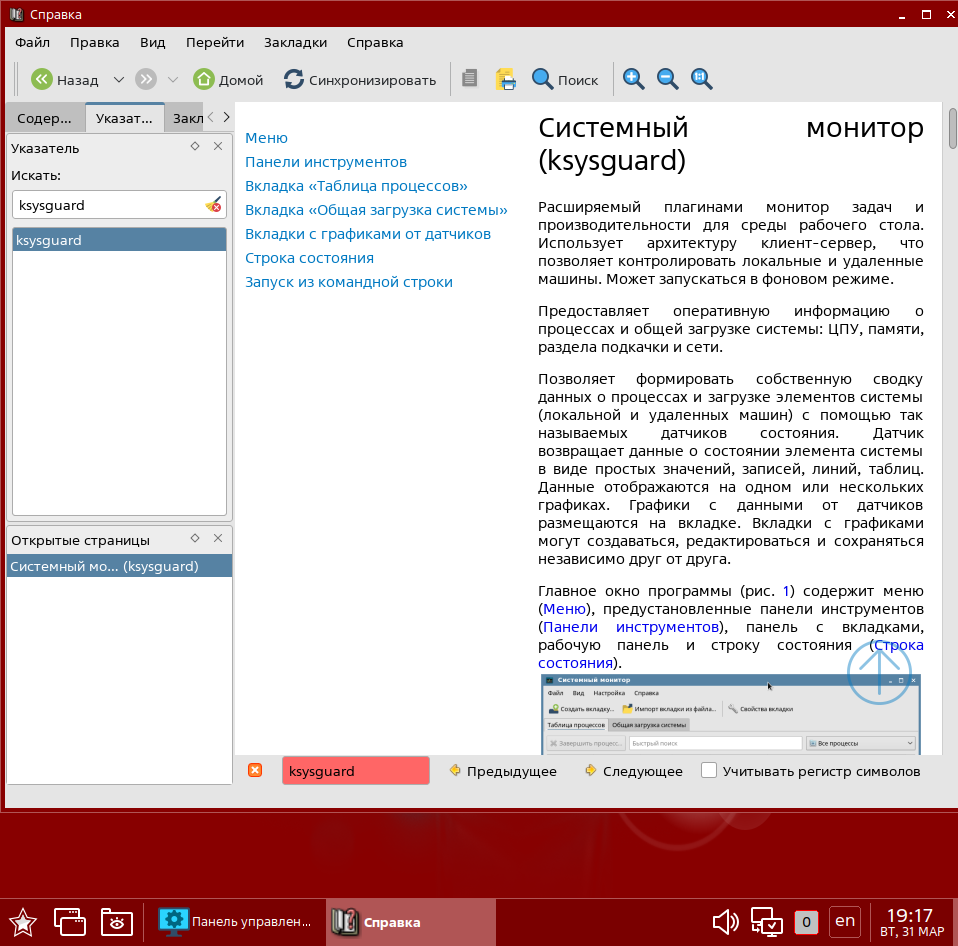 Справка
Файл Правка Вид Перейти Закладки Справка
Назад Домой Синхронизировать Поиск 1:1
Содер... Указат... Закл
Указатель
Искать:
ksysguard
ksysguard
Открытые страницы
Системный мо... (ksysguard)
Меню
Панели инструментов
Вкладка «Таблица процессов»
Вкладка «Общая загрузка системы»
Вкладки с графиками от датчиков
Строка состояния
Запуск из командной строки
Системный монитор
(ksysguard)
Расширяемый плагинами монитор задач и
производительности для среды рабочего стола.
Использует архитектуру клиент-сервер, что
позволяет контролировать локальные и удаленные
машины. Может запускаться в фоновом режиме.
Предоставляет оперативную информацию о
процессах и общей загрузке системы: ЦПУ, памяти,
раздела подкачки и сети.
Позволяет формировать собственную сводку
данных о процессах и загрузке элементов системы
(локальной и удаленных машин) с помощью так
называемых датчиков состояния. Датчик
возвращает данные о состоянии элемента системы
в виде простых значений, записей, линий, таблиц.
Данные отображаются на одном или нескольких
графиках. Графики с данными от датчиков
размещаются на вкладке. Вкладки с графиками
могут создаваться, редактироваться и сохраняться
независимо друг от друга.
Главное окно программы (рис. 1) содержит меню
(Меню), предустановленные панели инструментов
(Панели инструментов), панель с вкладками,
рабочую панель и строку состояния (Строка
состояния).
Системный монитор
Файл Вид Настройка Справка
Создать вкладку... Импорт вкладки из файла... Свойства вкладки
Таблица процессов Общая загрузка системы
Завершить процесс... Быстрый поиск Все процессы
ksysguard Предыдущее Следующее Учитывать регистр символов
Панель управлен... Справка 0 en 19:17
ВТ, 31 МАР